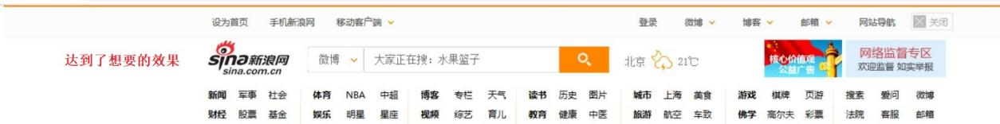 设为首页 手机新浪网 移动客户端 登录 微博 博客 邮箱 网站导航 关闭
达到了想要的效果
sina新浪网
sina.com.cn
微博 大家正在搜：水果篮子
北京 21℃
核心价值观
公益广告
网络监督专区
欢迎监督 如实举报
新闻 军事 社会 体育 NBA 中超 博客 专栏 天气 读书 历史 图片 城市 上海 美食 游戏 棋牌 页游 搜索 爱问 微博
财经 股票 基金 娱乐 明星 星座 视频 综艺 育儿 教育 健康 中医 旅游 航空 车致 佛学 高尔夫 彩票 法院 客服 邮箱